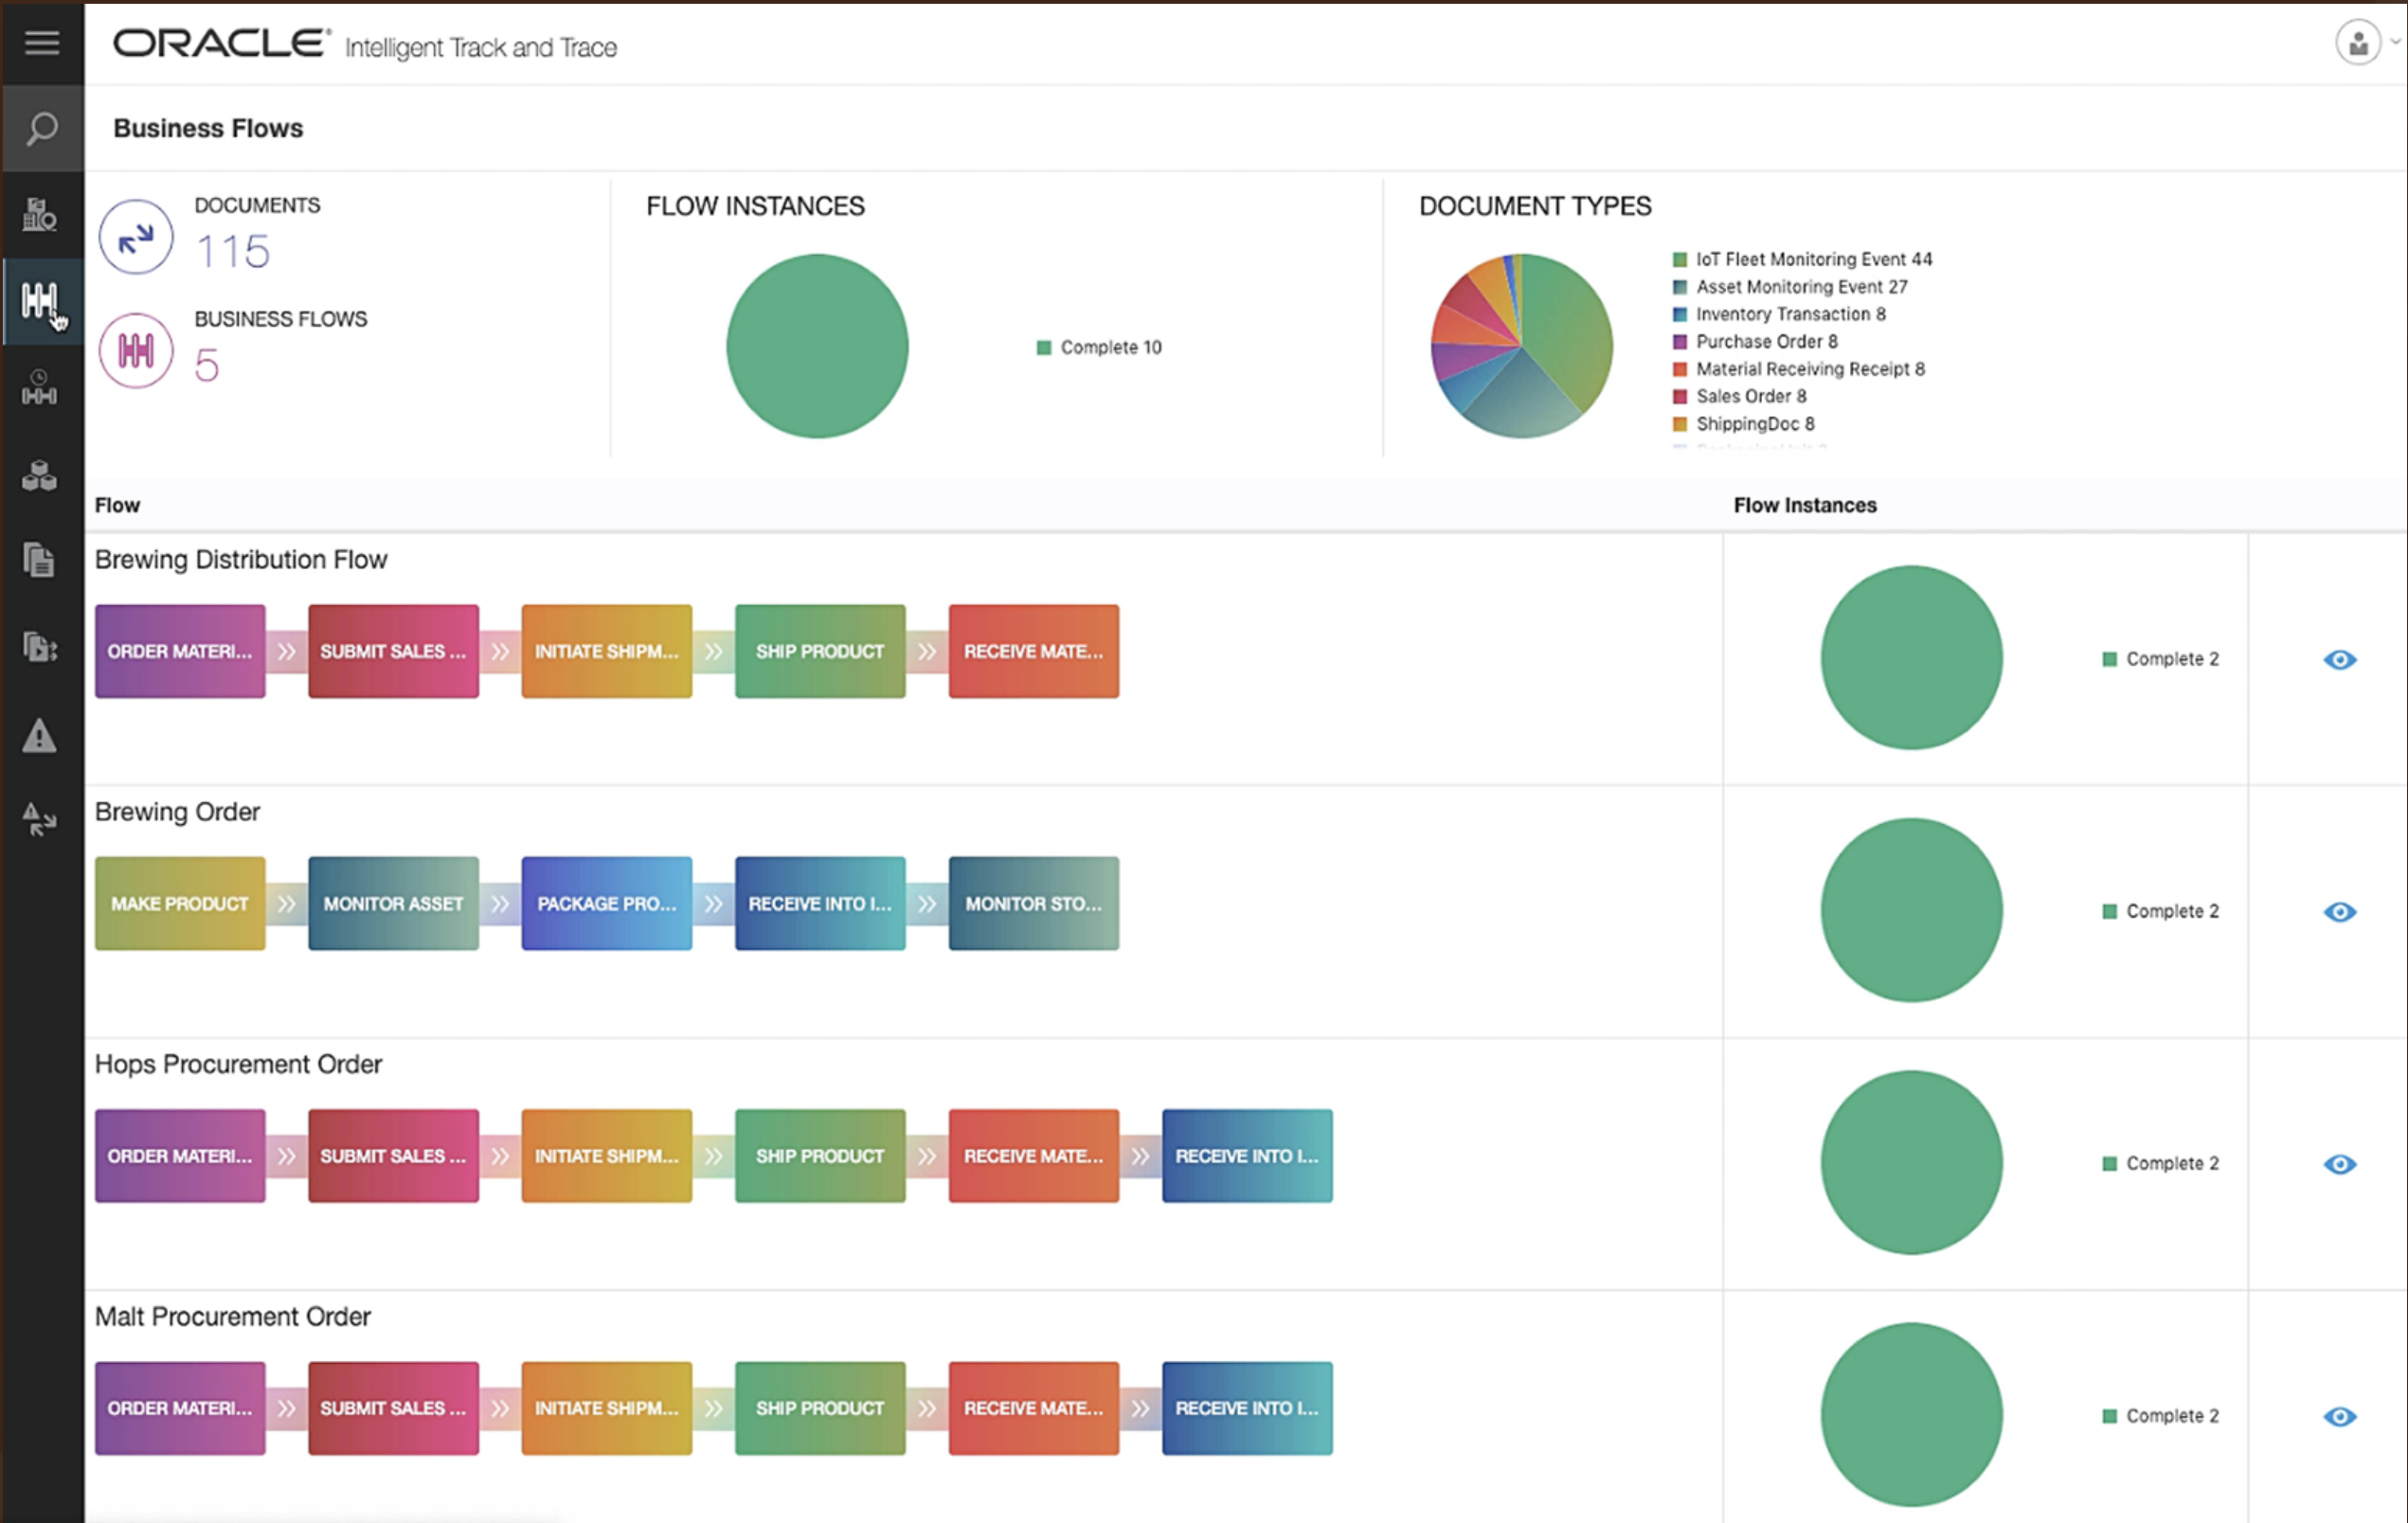 ORACLE® Intelligent Track and Trace
Business Flows
DOCUMENTS
115
BUSINESS FLOWS
5
FLOW INSTANCES
Complete 10
DOCUMENT TYPES
IoT Fleet Monitoring Event 44
Asset Monitoring Event 27
Inventory Transaction 8
Purchase Order 8
Material Receiving Receipt 8
Sales Order 8
ShippingDoc 8
Flow Flow Instances
Brewing Distribution Flow
ORDER MATERI... SUBMIT SALES ... INITIATE SHIPM... SHIP PRODUCT RECEIVE MATE...
Complete 2
Brewing Order
MAKE PRODUCT MONITOR ASSET PACKAGE PRO... RECEIVE INTO I... MONITOR STO...
Complete 2
Hops Procurement Order
ORDER MATERI... SUBMIT SALES ... INITIATE SHIPM... SHIP PRODUCT RECEIVE MATE... RECEIVE INTO I...
Complete 2
Malt Procurement Order
ORDER MATERI... SUBMIT SALES ... INITIATE SHIPM... SHIP PRODUCT RECEIVE MATE... RECEIVE INTO I...
Complete 2